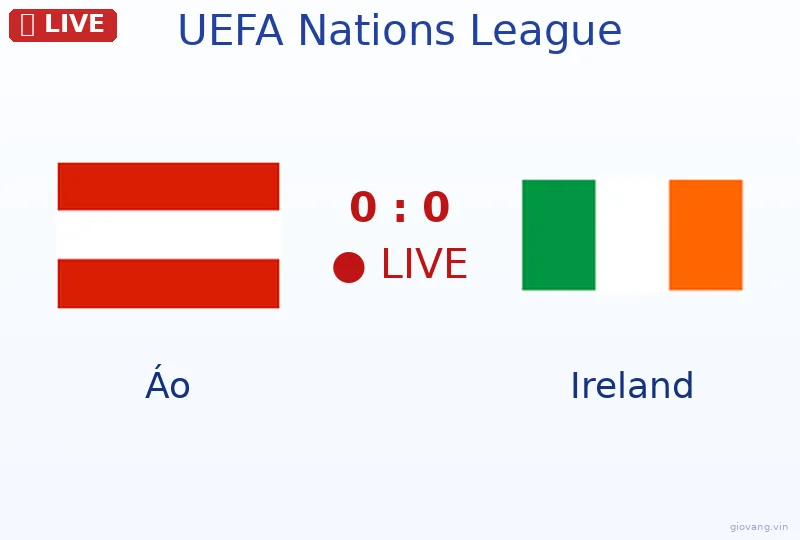 LIVE
UEFA Nations League
0 : 0
● LIVE
Áo
Ireland
giovang.vin